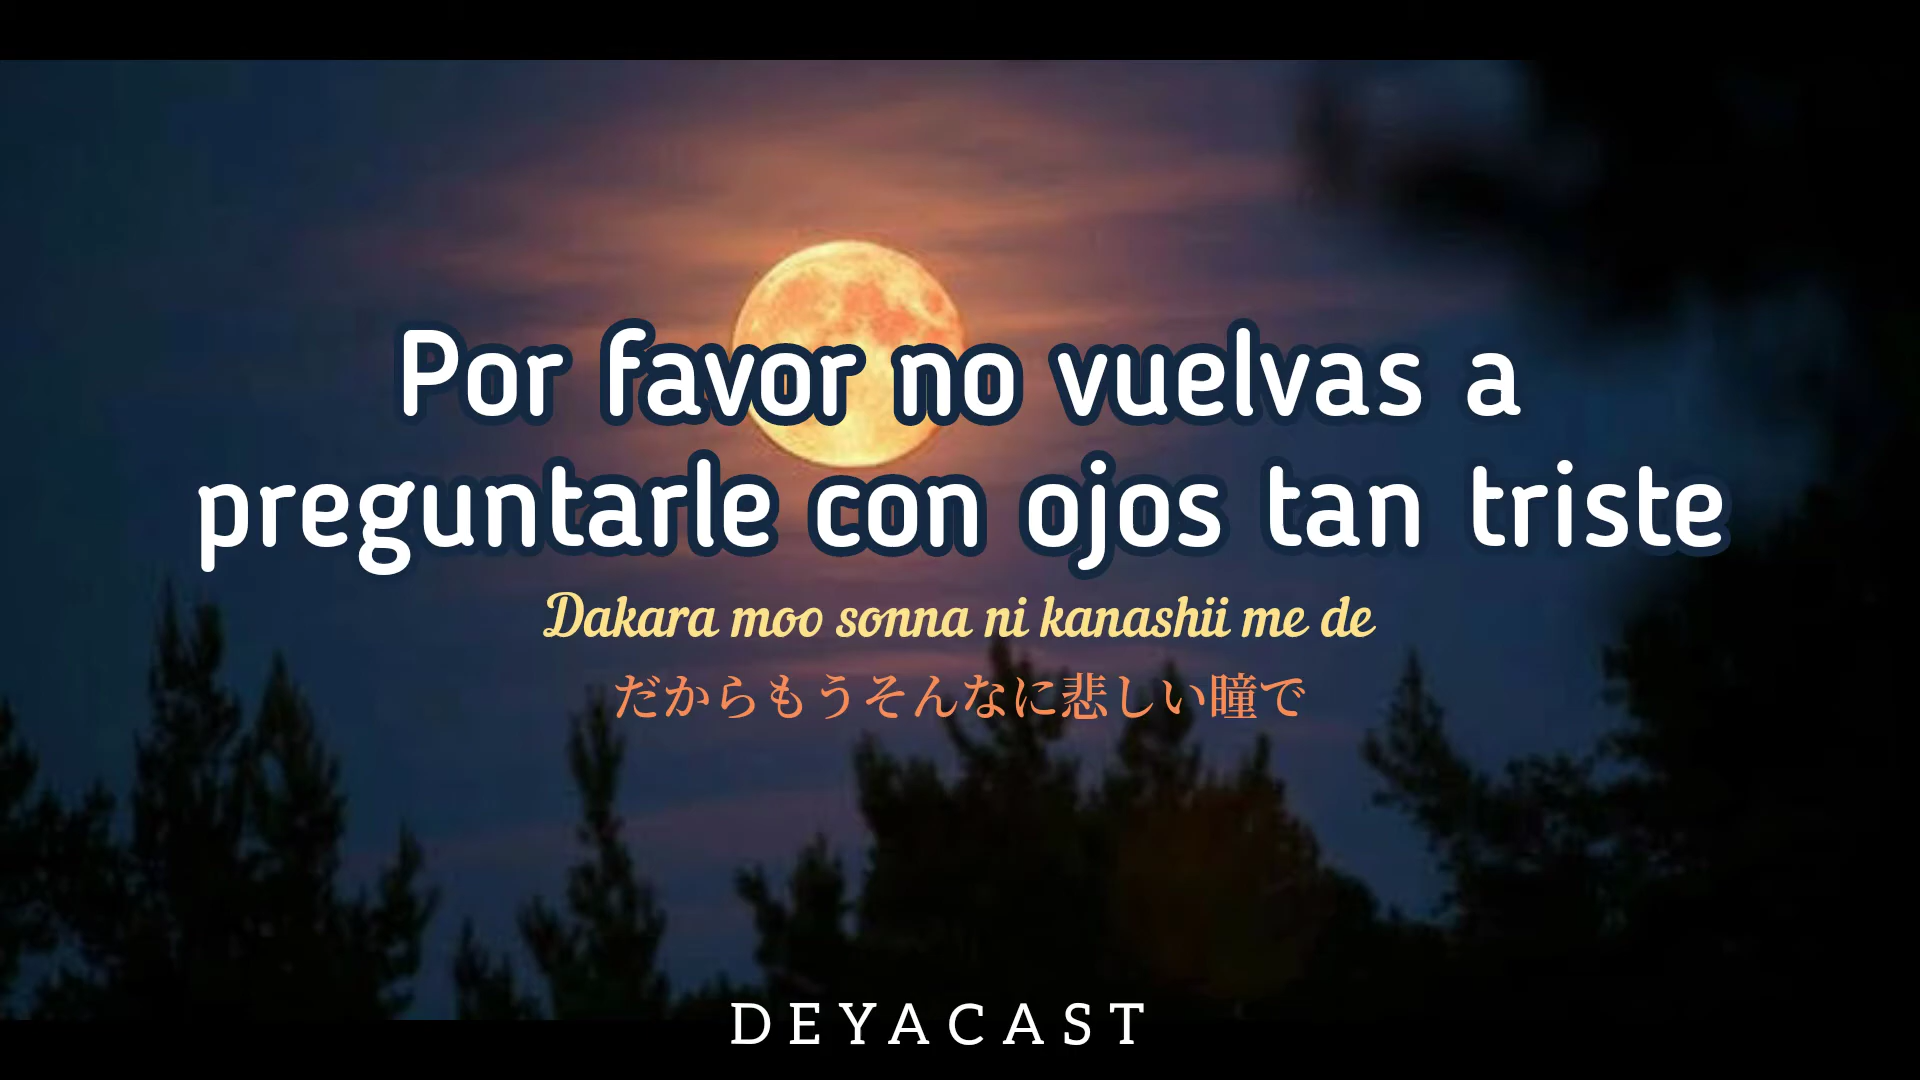 Por favor no vuelvas a
preguntarle con ojos tan triste
Dakara moo sonna ni kanashii me de
だからもうそんなに悲しい瞳で
DEYACAST